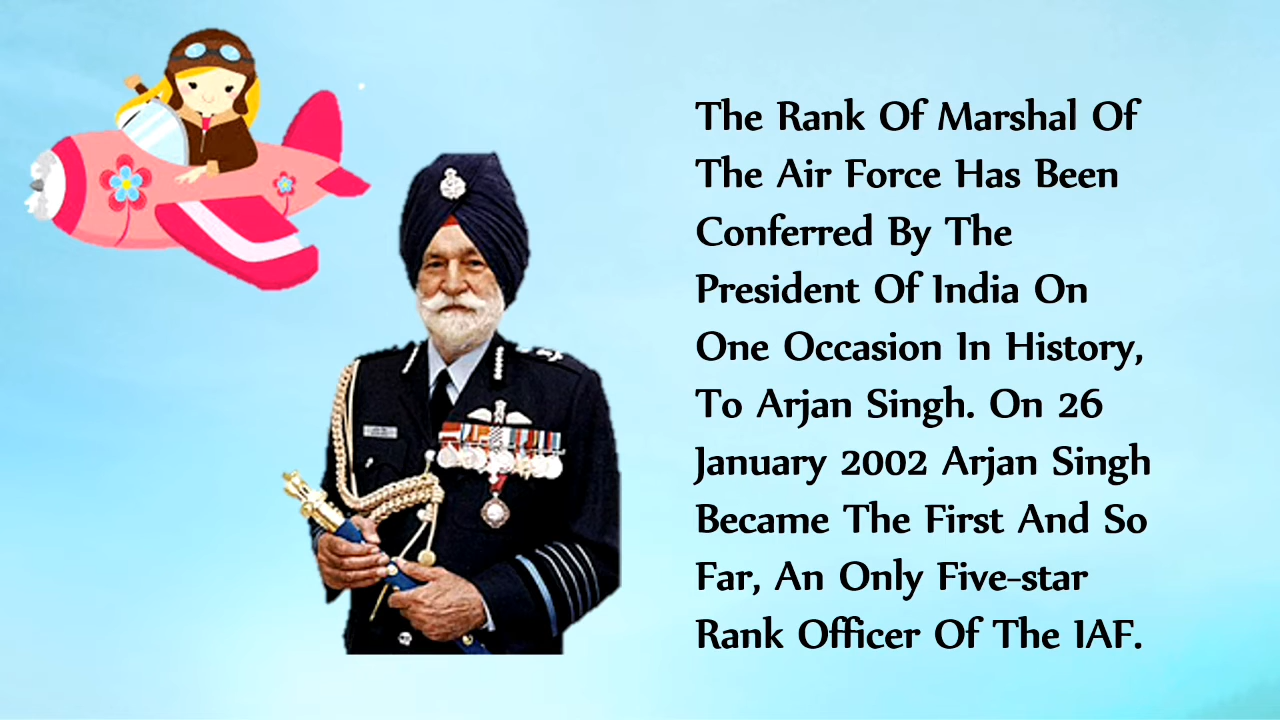 The Rank Of Marshal Of
The Air Force Has Been
Conferred By The
President Of India On
One Occasion In History,
To Arjan Singh. On 26
January 2002 Arjan Singh
Became The First And So
Far, An Only Five-star
Rank Officer Of The IAF.